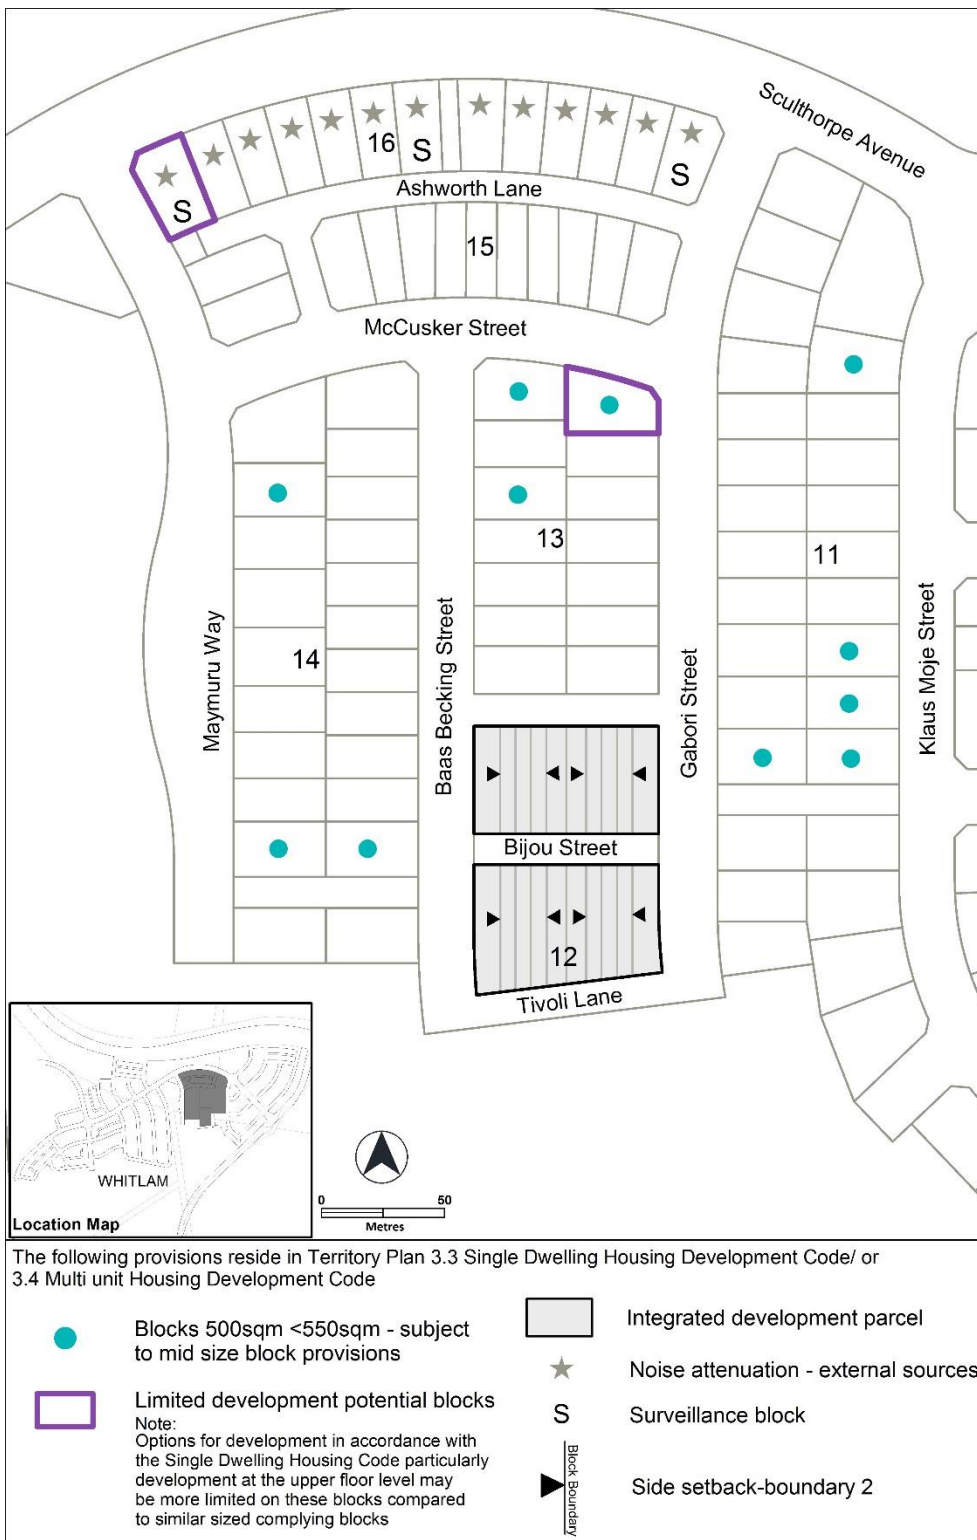 Sculthorpe Avenue
16
S
S
S
Ashworth Lane
15
McCusker Street
13
11
14
Maymuru Way
Baas Becking Street
Gabori Street
Klaus Moje Street
Bijou Street
12
Tivoli Lane
WHITLAM
Location Map
0 50
Metres
The following provisions reside in Territory Plan 3.3 Single Dwelling Housing Development Code/ or
3.4 Multi unit Housing Development Code
Blocks 500sqm <550sqm - subject
to mid size block provisions
Limited development potential blocks
Note:
Options for development in accordance with
the Single Dwelling Housing Code particularly
development at the upper floor level may
be more limited on these blocks compared
to similar sized complying blocks
Integrated development parcel
Noise attenuation - external sources
S Surveillance block
Block Boundary
Side setback-boundary 2